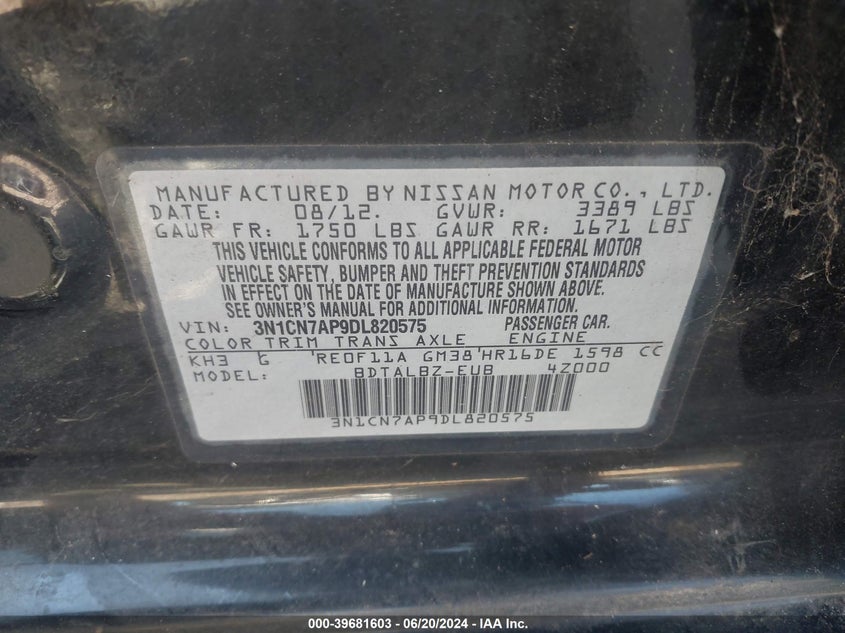 MANUFACTURED BY NISSAN MOTOR CO., LTD.
DATE: 08/12. GVWR: 3389 LBS
GAWR FR: 1750 LBS GAWR RR: 1671 LBS
THIS VEHICLE CONFORMS TO ALL APPLICABLE FEDERAL MOTOR
VEHICLE SAFETY, BUMPER AND THEFT PREVENTION STANDARDS
IN EFFECT ON THE DATE OF MANUFACTURE SHOWN ABOVE.
SEE OWNER'S MANUAL FOR ADDITIONAL INFORMATION.
VIN: 3N1CN7AP9DL820575 PASSENGER CAR.
COLOR TRIM TRANS AXLE ENGINE
KH3 G RE0F11A GM38 HR16DE 1598 CC
MODEL: BDTALBZ-EUB 4Z000
3N1CN7AP9DL820575
000-39681603 - 06/20/2024 - IAA Inc.